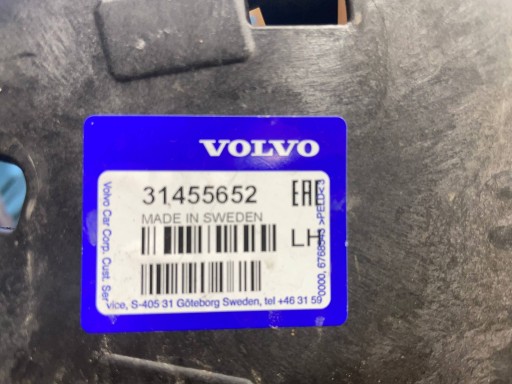 VOLVO
31455652
EAC
MADE IN SWEDEN
LH
Volvo Car Corp. Cust. Ser
vice, S-405 31 Göteborg Sweden, tel +46 31 59
0000,